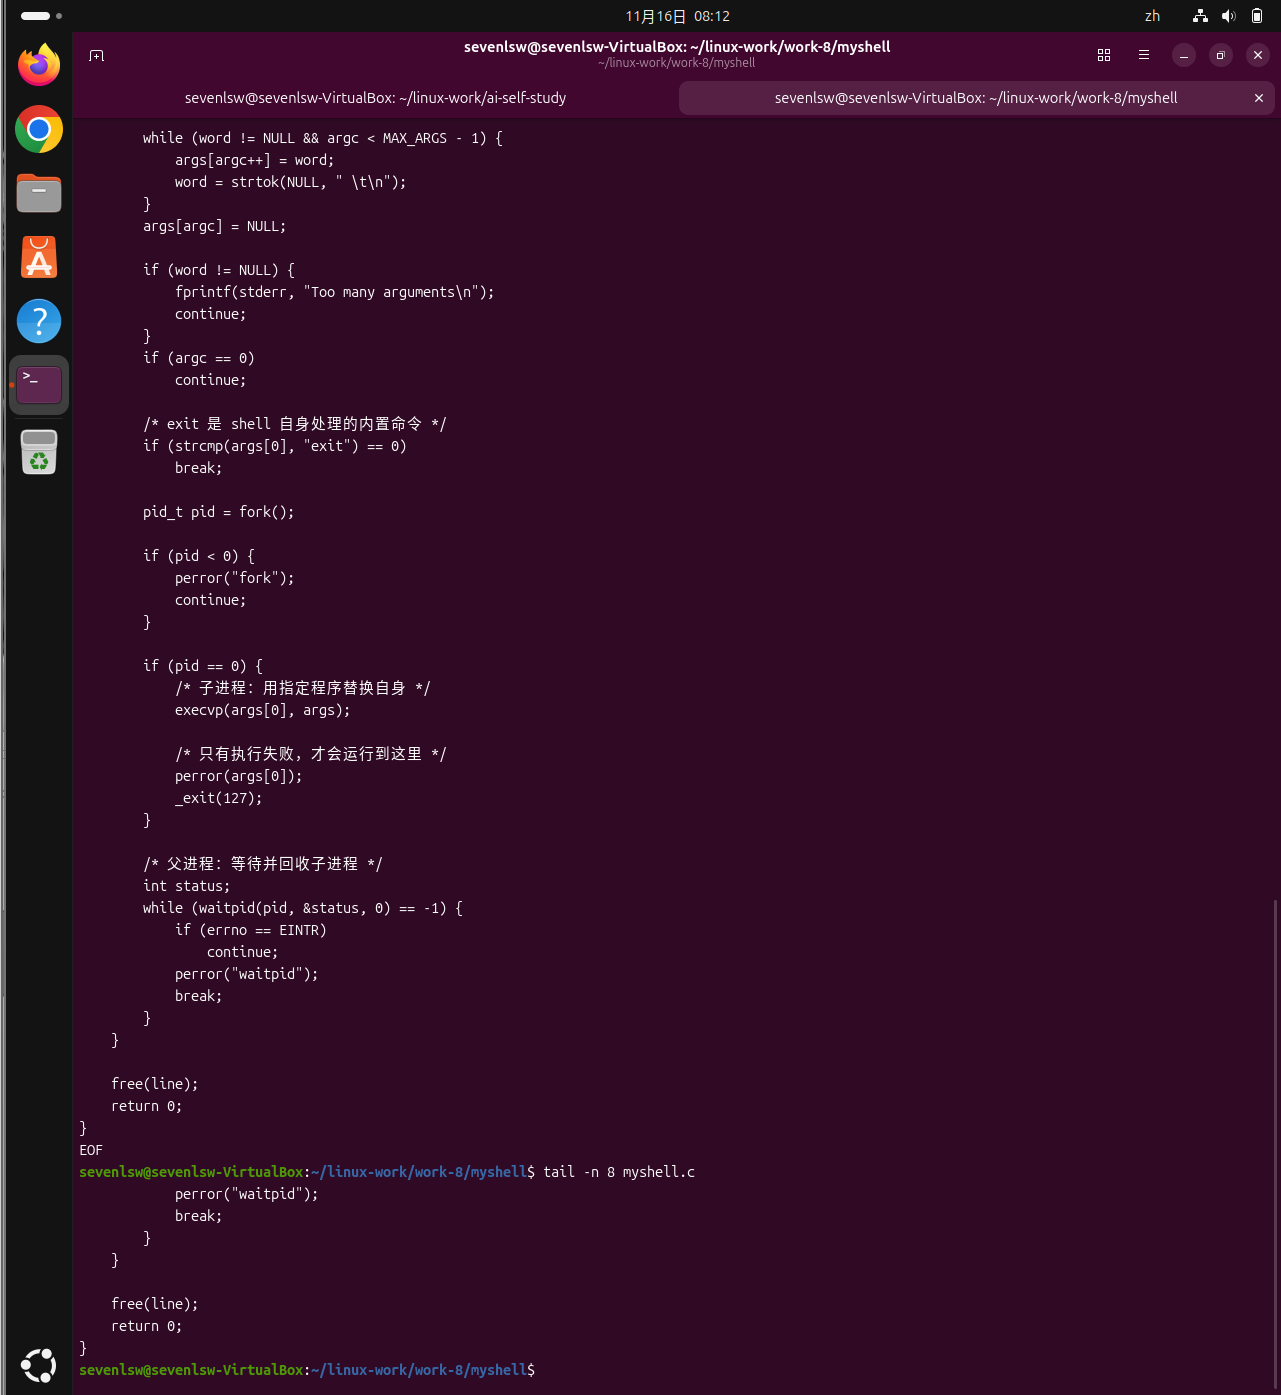 11月16日 08:12
zh
sevenlsw@sevenlsw-VirtualBox: ~/linux-work/work-8/myshell
~/linux-work/work-8/myshell
sevenlsw@sevenlsw-VirtualBox: ~/linux-work/ai-self-study
sevenlsw@sevenlsw-VirtualBox: ~/linux-work/work-8/myshell
        while (word != NULL && argc < MAX_ARGS - 1) {
            args[argc++] = word;
            word = strtok(NULL, " \t\n");
        }
        args[argc] = NULL;

        if (word != NULL) {
            fprintf(stderr, "Too many arguments\n");
            continue;
        }
        if (argc == 0)
            continue;

        /* exit 是 shell 自身处理的内置命令 */
        if (strcmp(args[0], "exit") == 0)
            break;

        pid_t pid = fork();

        if (pid < 0) {
            perror("fork");
            continue;
        }

        if (pid == 0) {
            /* 子进程：用指定程序替换自身 */
            execvp(args[0], args);

            /* 只有执行失败，才会运行到这里 */
            perror(args[0]);
            _exit(127);
        }

        /* 父进程：等待并回收子进程 */
        int status;
        while (waitpid(pid, &status, 0) == -1) {
            if (errno == EINTR)
                continue;
            perror("waitpid");
            break;
        }
    }

    free(line);
    return 0;
}
EOF
sevenlsw@sevenlsw-VirtualBox:~/linux-work/work-8/myshell$ tail -n 8 myshell.c
            perror("waitpid");
            break;
        }
    }

    free(line);
    return 0;
}
sevenlsw@sevenlsw-VirtualBox:~/linux-work/work-8/myshell$